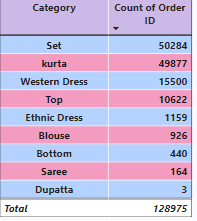 Category Count of Order ID
Set 50284
kurta 49877
Western Dress 15500
Top 10622
Ethnic Dress 1159
Blouse 926
Bottom 440
Saree 164
Dupatta 3
Total 128975